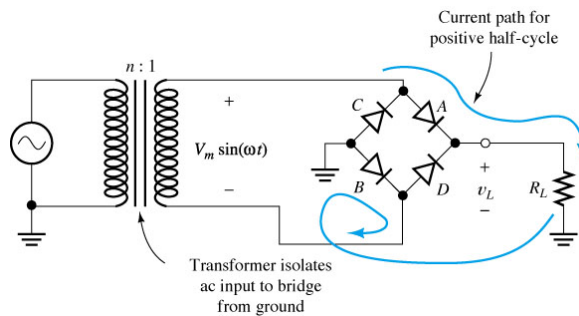 Current path for
positive half-cycle
n : 1
+
V_m sin(ωt)
−
C
A
B
D
+
v_L
−
R_L
Transformer isolates
ac input to bridge
from ground